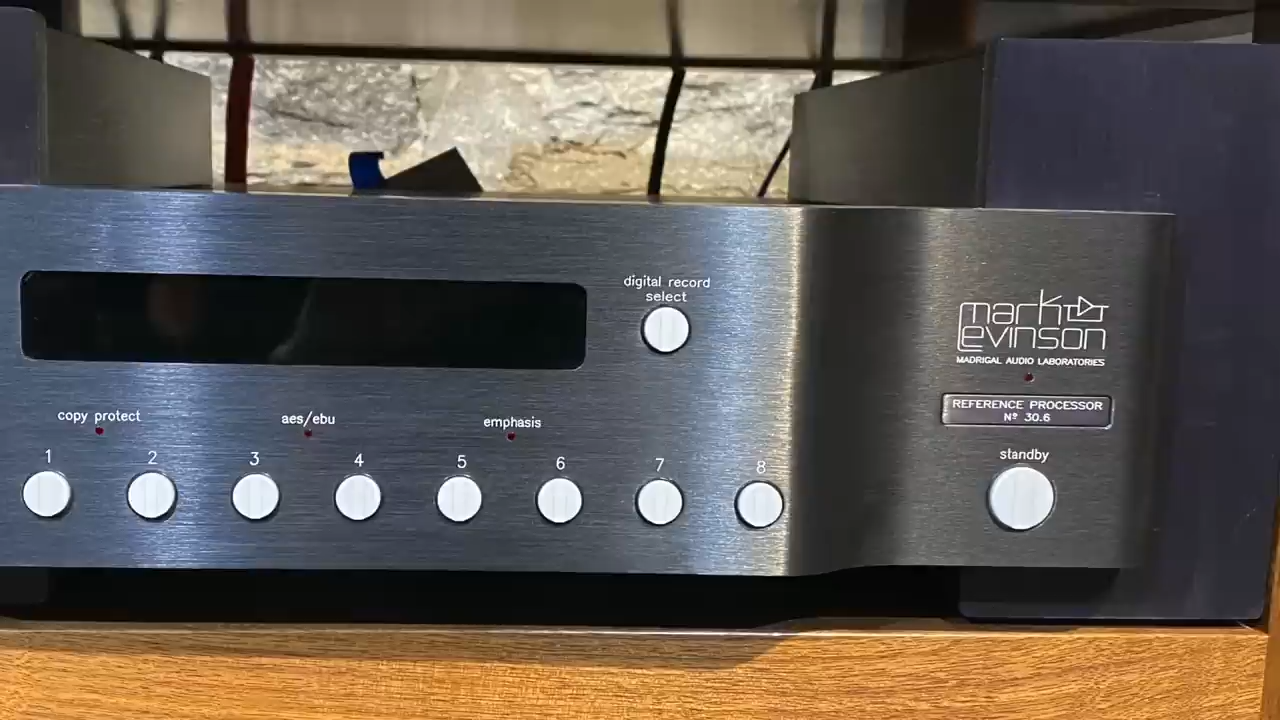 digital record
select
mark
levinson
MADRIGAL AUDIO LABORATORIES
REFERENCE PROCESSOR
Nº 30.6
copy protect
aes/ebu
emphasis
1 2 3 4 5 6 7 8
standby